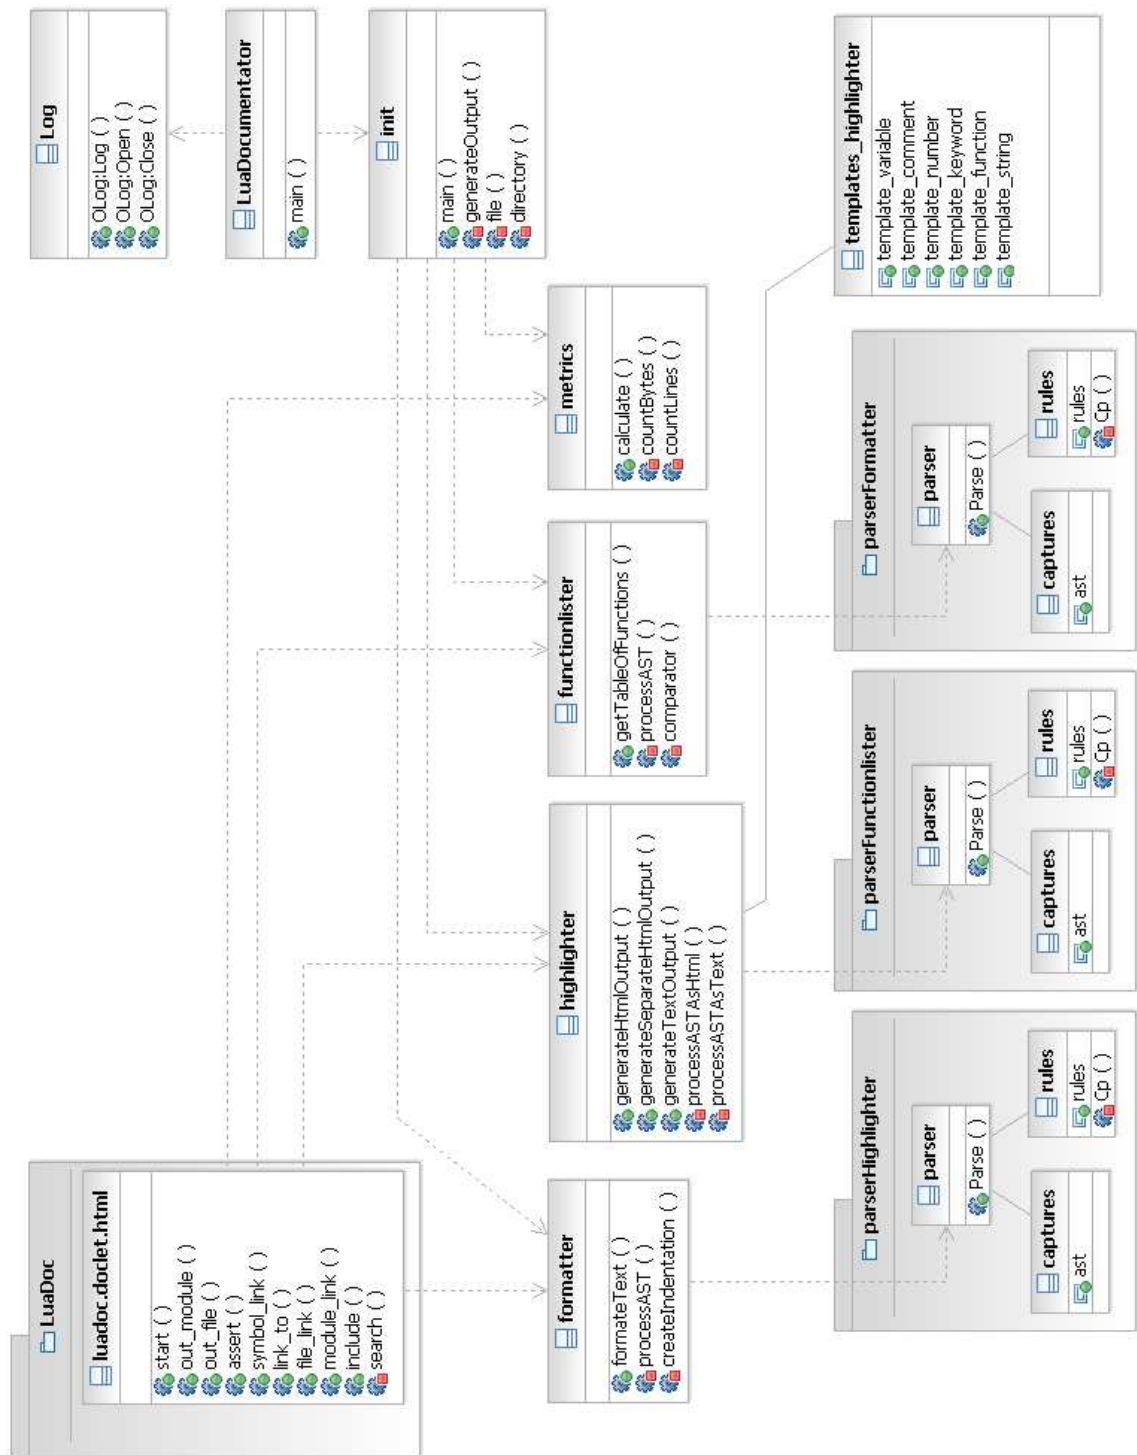 LuaDoc
luadoc.doclet.html
start ( )
out_module ( )
out_file ( )
assert ( )
symbol_link ( )
link_to ( )
file_link ( )
module_link ( )
include ( )
search ( )
Log
OLog:Log ( )
OLog:Open ( )
OLog:Close ( )
LuaDocumentator
main ( )
init
main ( )
generateOutput ( )
file ( )
directory ( )
formatter
formateText ( )
processAST ( )
createIndentation ( )
highlighter
generateHtmlOutput ( )
generateSeparateHtmlOutput ( )
generateTextOutput ( )
processASTAsHtml ( )
processASTAsText ( )
functionlister
getTableOfFunctions ( )
processAST ( )
comparator ( )
metrics
calculate ( )
countBytes ( )
countLines ( )
parserHighlighter
parser
Parse ( )
captures
ast
rules
rules
Cp ( )
parserFunctionlister
parser
Parse ( )
captures
ast
rules
rules
Cp ( )
parserFormatter
parser
Parse ( )
captures
ast
rules
rules
Cp ( )
templates_highlighter
template_variable
template_comment
template_number
template_keyword
template_function
template_string